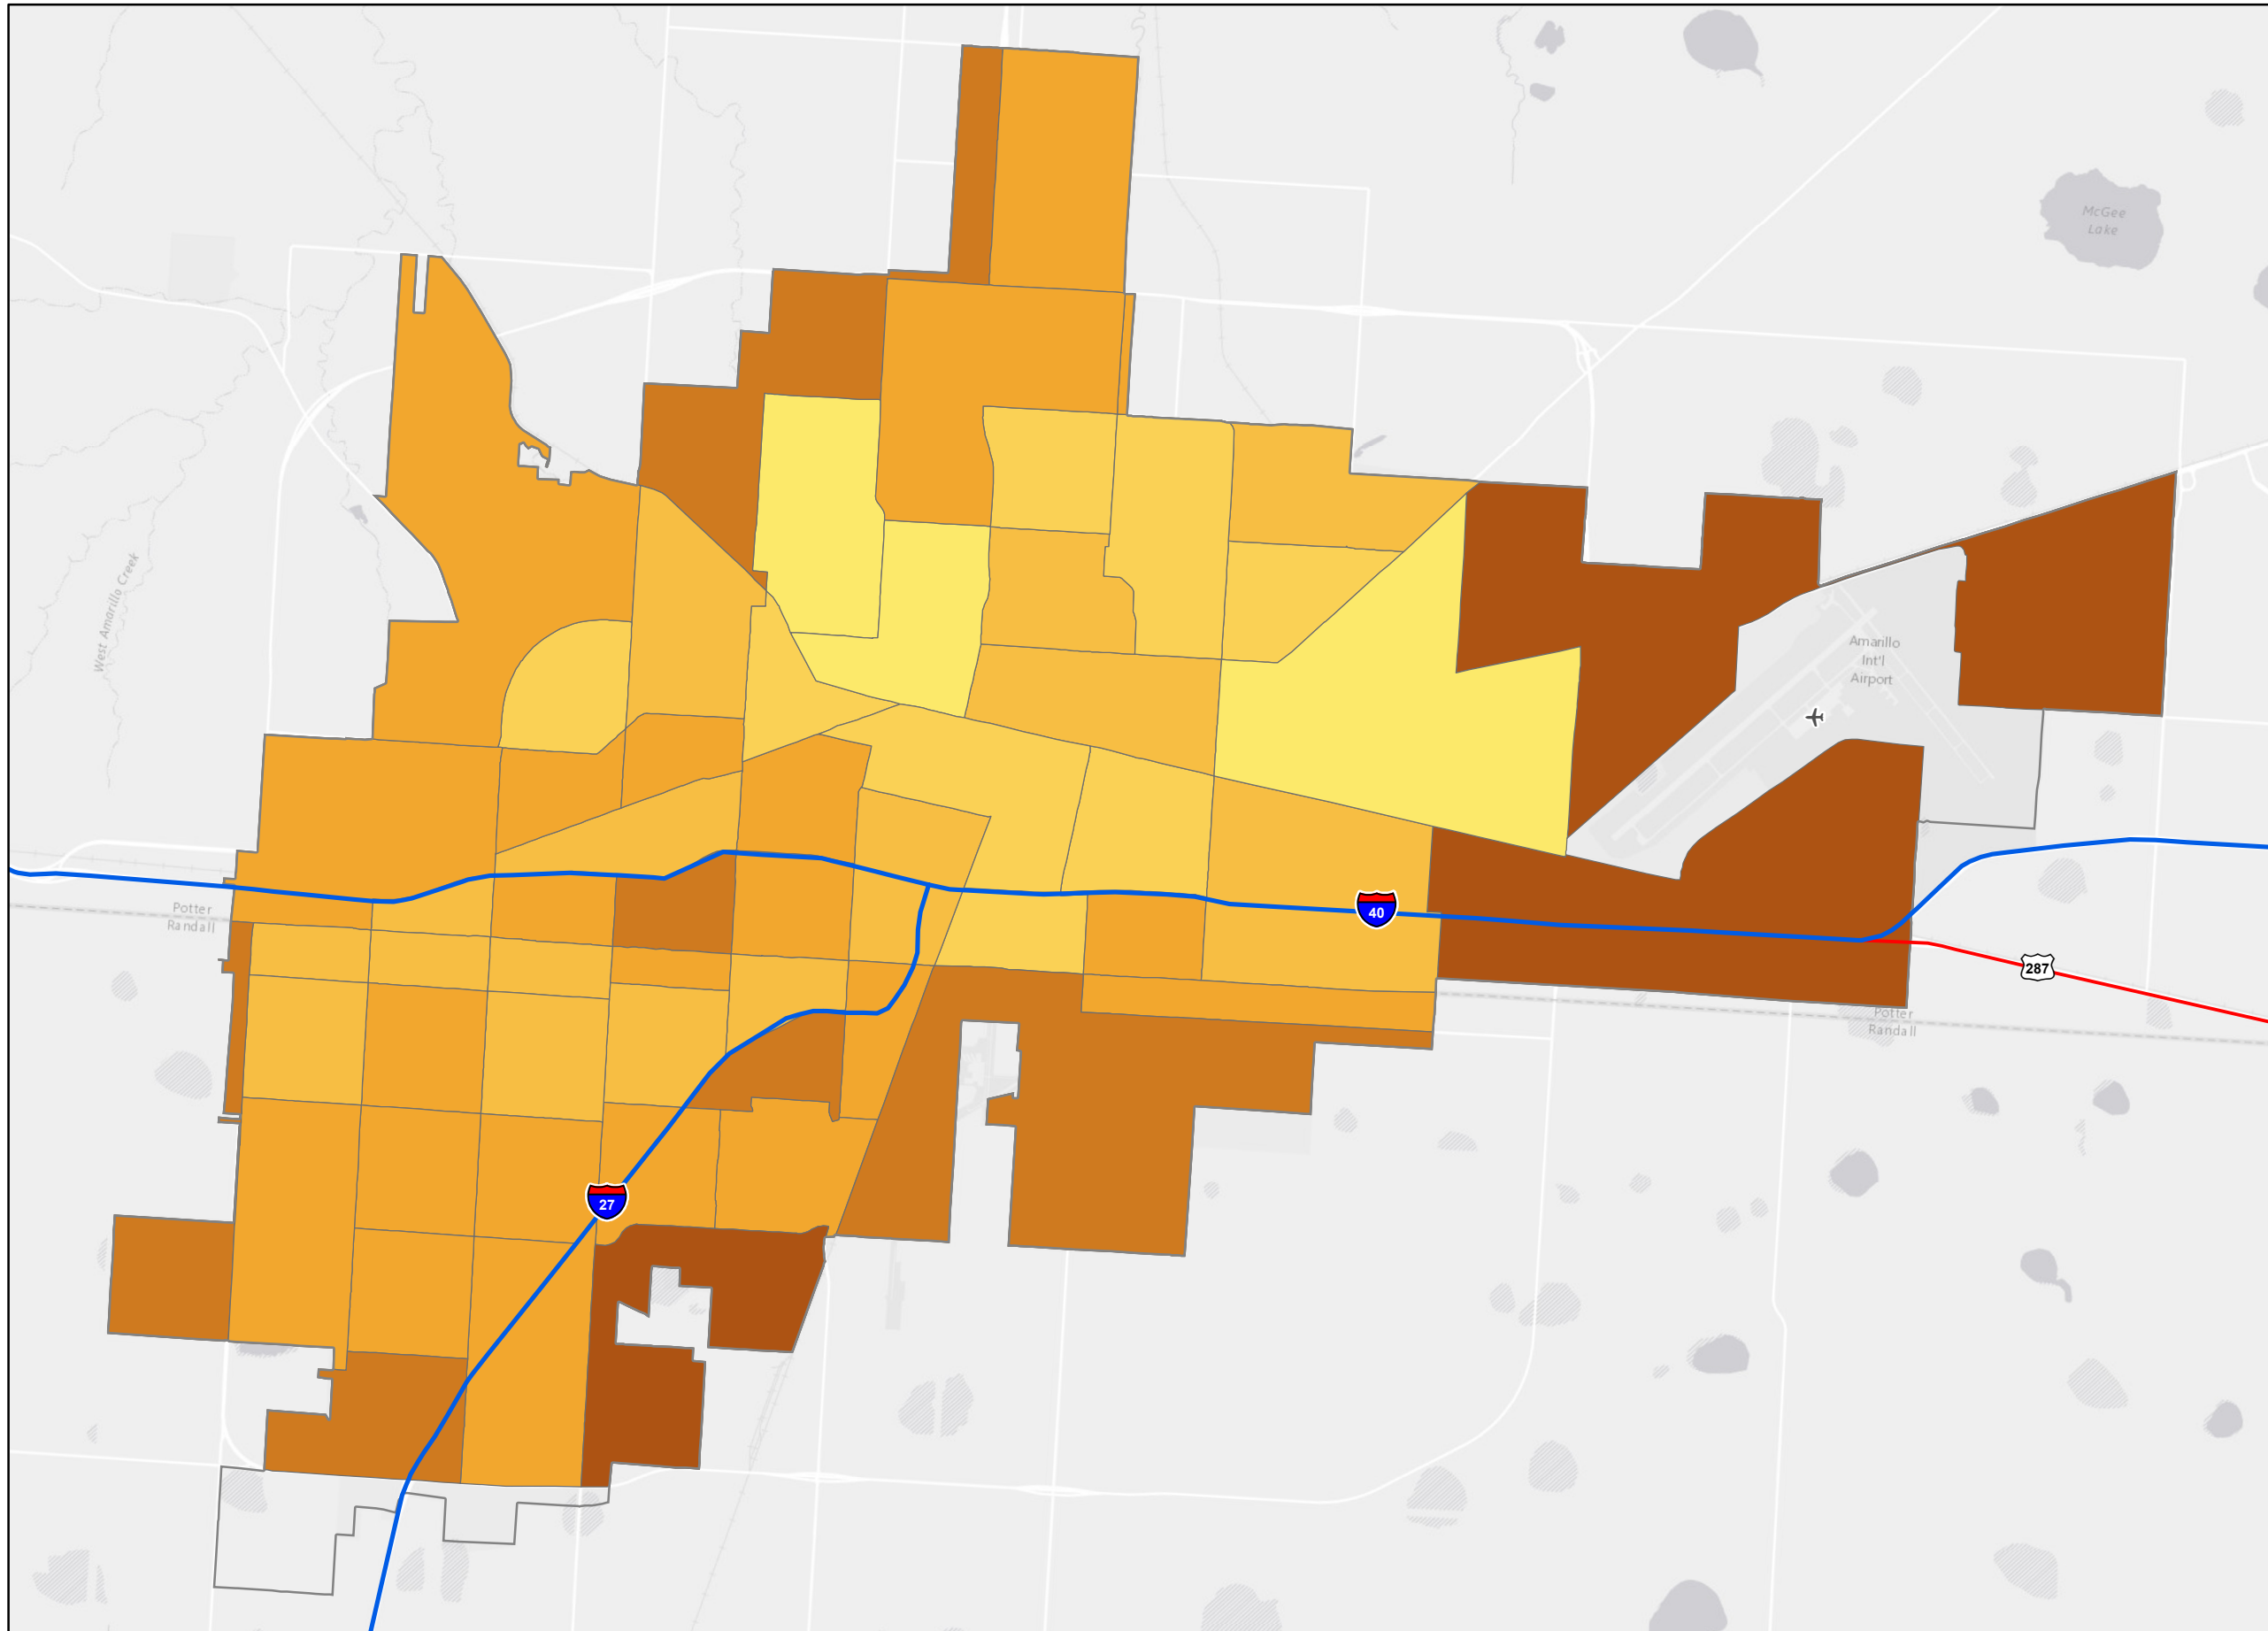 McGee
Lake
West Amarillo Creek
Amarillo
Int'l
Airport
Potter
Randall
40
287
Potter
Randall
27